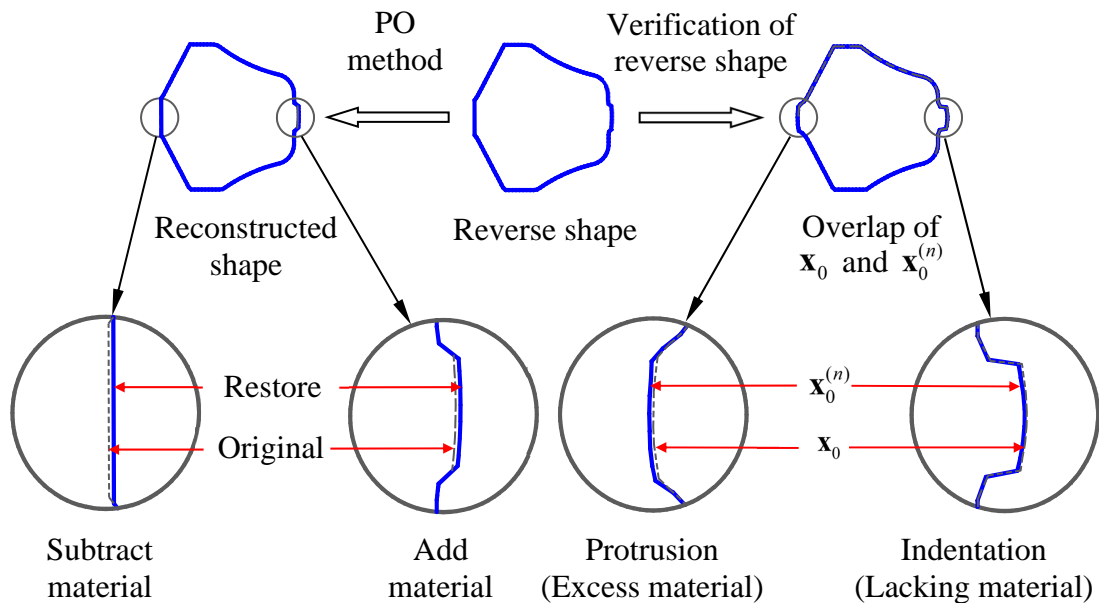 PO
method
Verification of
reverse shape
Reconstructed
shape
Reverse shape
Overlap of
𝐱₀ and 𝐱₀⁽ⁿ⁾
Restore
Original
𝐱₀⁽ⁿ⁾
𝐱₀
Subtract
material
Add
material
Protrusion
(Excess material)
Indentation
(Lacking material)